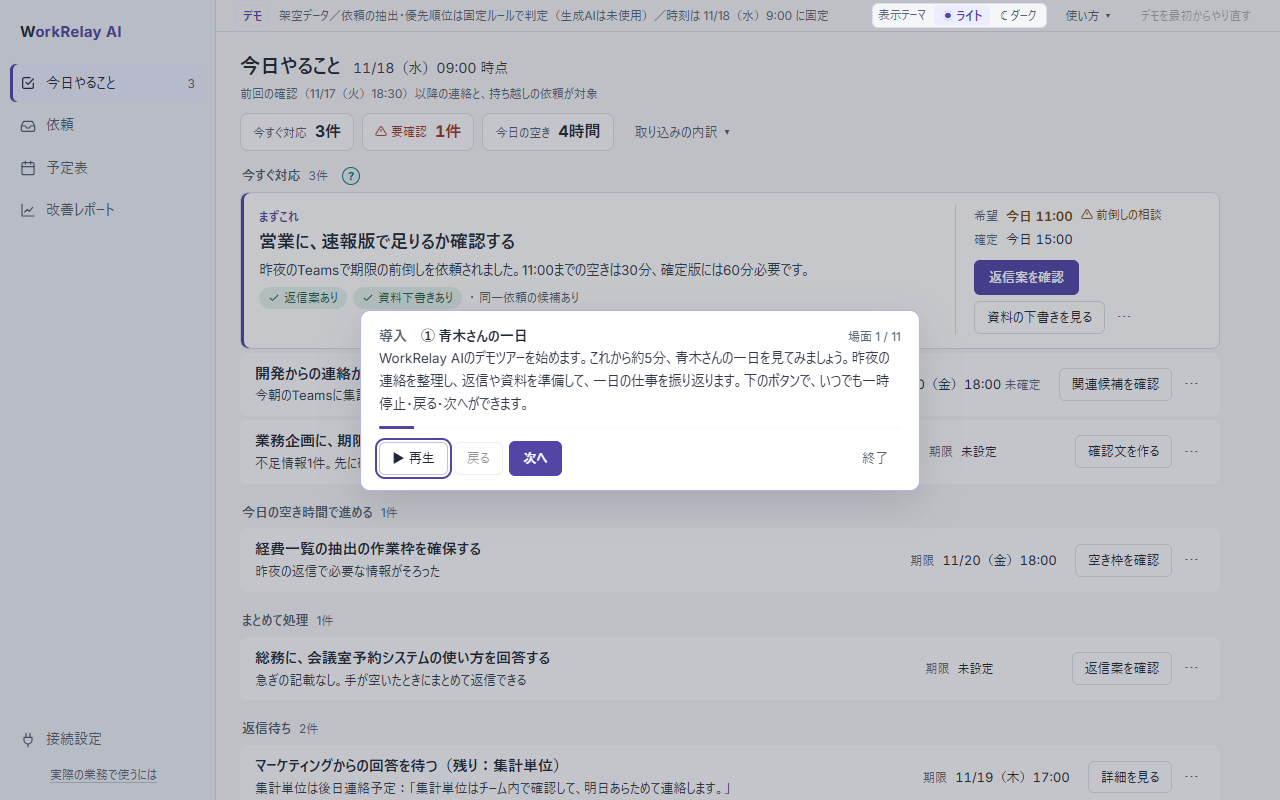 WorkRelay AI
今日やること 3
依頼
予定表
改善レポート
接続設定
実際の業務で使うには
デモ 架空データ／依頼の抽出・優先順位は固定ルールで判定（生成AIは未使用）／時刻は 11/18（水）9:00 に固定
表示テーマ ライト ダーク 使い方 ▼ デモを最初からやり直す
今日やること 11/18（水）09:00 時点
前回の確認（11/17（火）18:30）以降の連絡と、持ち越しの依頼が対象
今すぐ対応 3件 要確認 1件 今日の空き 4時間 取り込みの内訳 ▼
今すぐ対応 3件 ?
まずこれ
営業に、速報版で足りるか確認する
昨夜のTeamsで期限の前倒しを依頼されました。11:00までの空きは30分、確定版には60分必要です。
✓ 返信案あり ✓ 資料下書きあり ・同一依頼の候補あり
希望 今日 11:00 前倒しの相談
確定 今日 15:00
返信案を確認
資料の下書きを見る …
導入 ① 青木さんの一日 場面 1 / 11
WorkRelay AIのデモツアーを始めます。これから約5分、青木さんの一日を見てみましょう。昨夜の
連絡を整理し、返信や資料を準備して、一日の仕事を振り返ります。下のボタンで、いつでも一時
停止・戻る・次へができます。
▶ 再生 戻る 次へ 終了
開発からの連絡か
今朝のTeamsに集計
（金）18:00 未確定 関連候補を確認 …
業務企画に、期限
不足情報1件。先に
期限 未設定 確認文を作る …
今日の空き時間で進める 1件
経費一覧の抽出の作業枠を確保する
昨夜の返信で必要な情報がそろった
期限 11/20（金）18:00 空き枠を確認 …
まとめて処理 1件
総務に、会議室予約システムの使い方を回答する
急ぎの記載なし。手が空いたときにまとめて返信できる
期限 未設定 返信案を確認 …
返信待ち 2件
マーケティングからの回答を待つ（残り：集計単位）
集計単位は後日連絡予定：「集計単位はチーム内で確認して、明日あらためて連絡します。」
期限 11/19（木）17:00 詳細を見る …